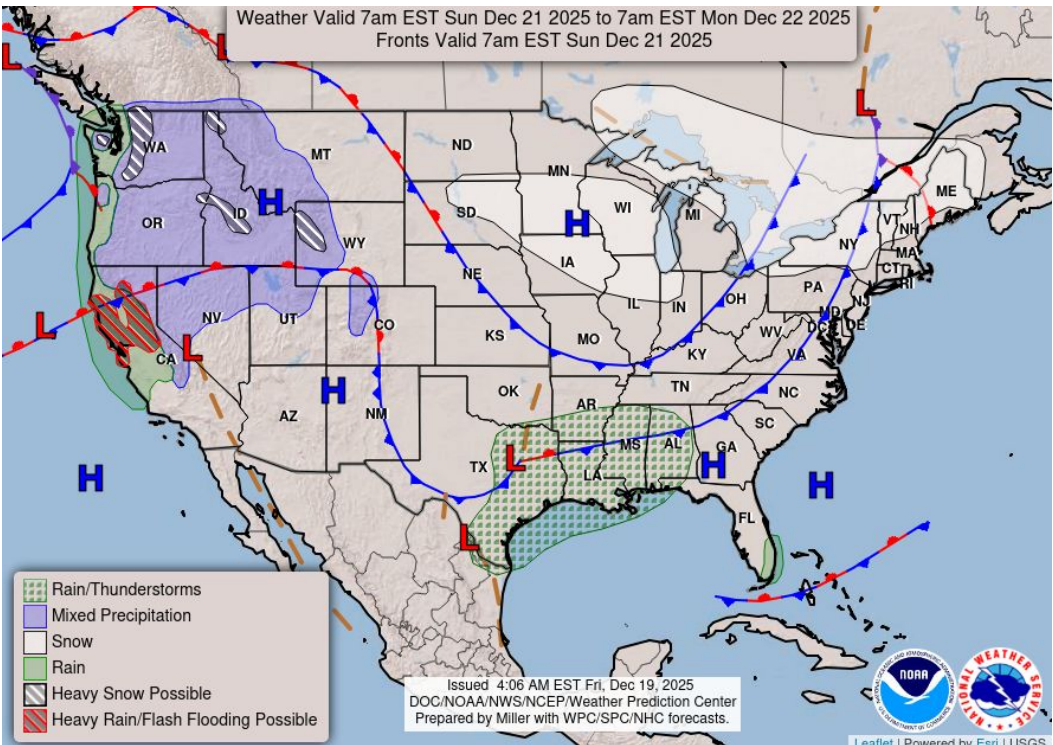 Weather Valid 7am EST Sun Dec 21 2025 to 7am EST Mon Dec 22 2025
Fronts Valid 7am EST Sun Dec 21 2025
L
L
L
WA
MT
ND
MN
ME
OR
ID
H
WY
SD
H
WI
MI
VT
NH
NY
MA
CT
RI
NE
IA
PA
NJ
OH
IL
IN
MD
DE
DC
WV
VA
L
NV
UT
CO
KS
MO
KY
CA
L
H
AZ
NM
OK
AR
TN
NC
SC
TX
L
LA
MS
AL
GA
H
H
H
FL
L
Rain/Thunderstorms
Mixed Precipitation
Snow
Rain
Heavy Snow Possible
Heavy Rain/Flash Flooding Possible
Issued 4:06 AM EST Fri, Dec 19, 2025
DOC/NOAA/NWS/NCEP/Weather Prediction Center
Prepared by Miller with WPC/SPC/NHC forecasts.
NOAA
NATIONAL WEATHER SERVICE
Leaflet | Powered by Esri | USGS